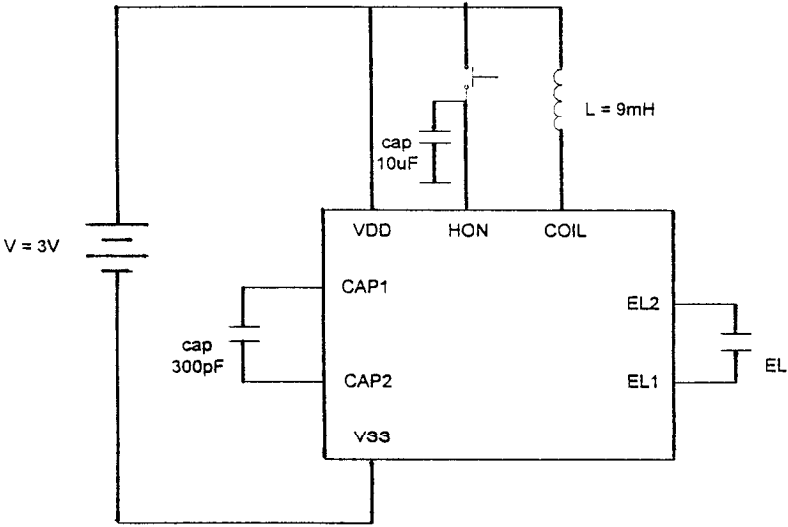 L = 9mH
cap
10uF
VDD
HON
COIL
V = 3V
CAP1
EL2
cap
300pF
EL
CAP2
EL1
VSS